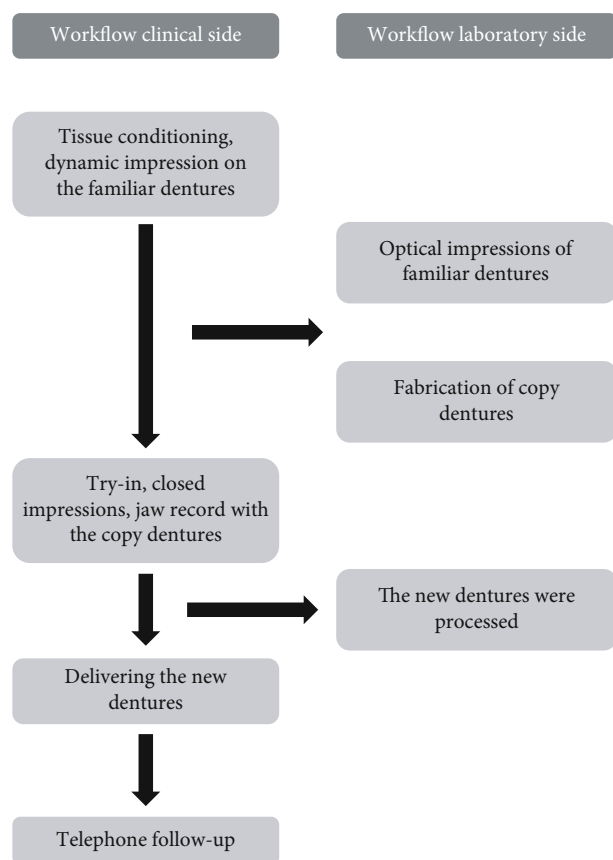 Workflow clinical side
Workflow laboratory side
Tissue conditioning,
dynamic impression on
the familiar dentures
Optical impressions of
familiar dentures
Fabrication of copy
dentures
Try-in, closed
impressions, jaw record with
the copy dentures
The new dentures were
processed
Delivering the new
dentures
Telephone follow-up